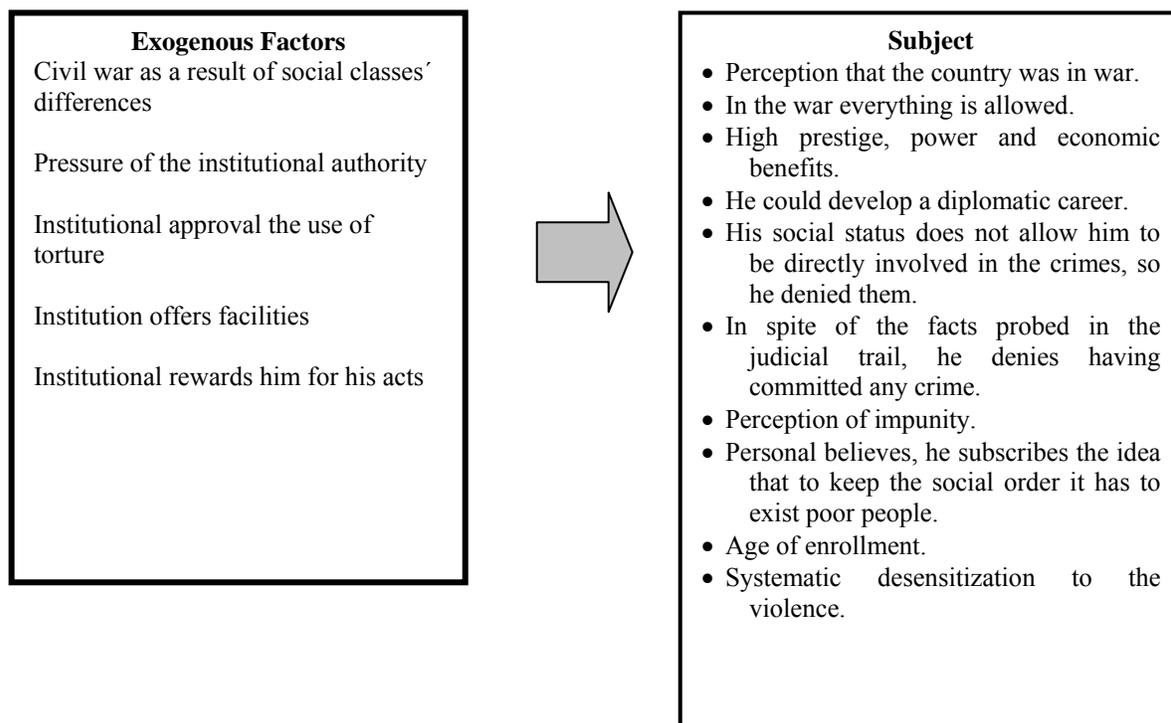 Exogenous Factors
Civil war as a result of social classes´
differences
Pressure of the institutional authority
Institutional approval the use of
torture
Institution offers facilities
Institutional rewards him for his acts
Subject
• Perception that the country was in war.
• In the war everything is allowed.
• High prestige, power and economic
benefits.
• He could develop a diplomatic career.
• His social status does not allow him to
be directly involved in the crimes, so
he denied them.
• In spite of the facts probed in the
judicial trail, he denies having
committed any crime.
• Perception of impunity.
• Personal believes, he subscribes the idea
that to keep the social order it has to
exist poor people.
• Age of enrollment.
• Systematic desensitization to the
violence.